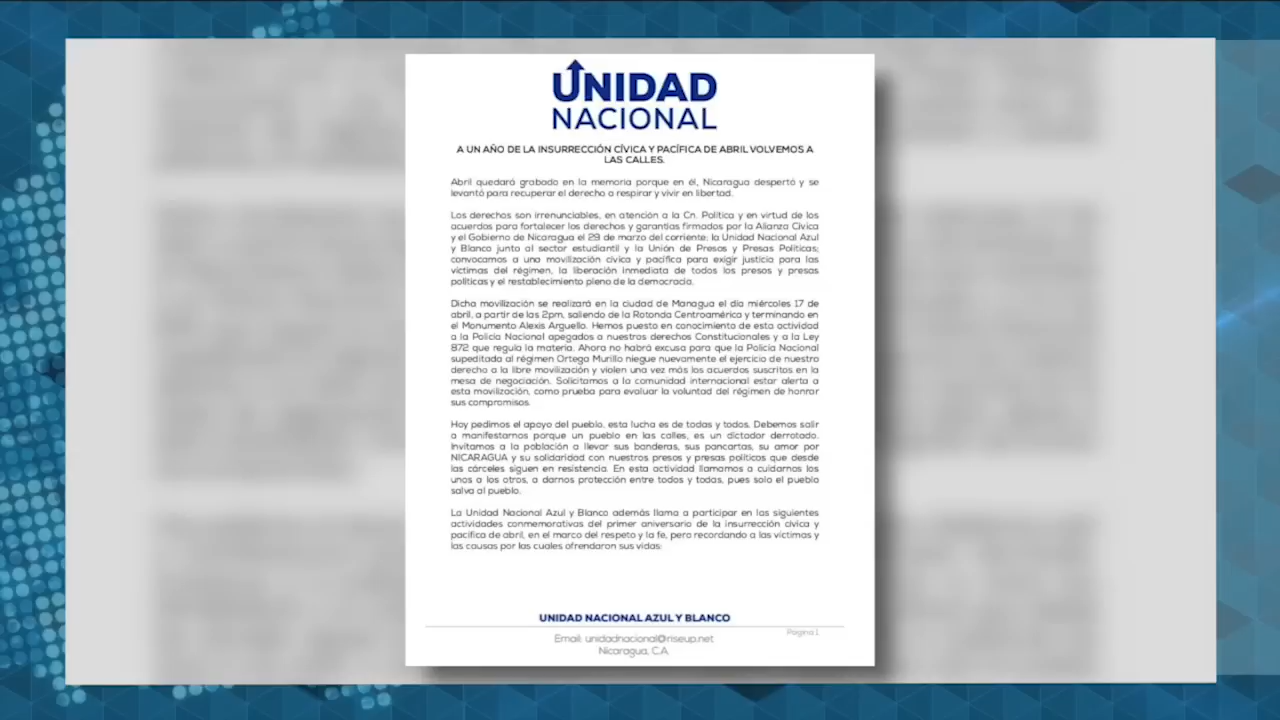 UNIDAD
NACIONAL
A UN AÑO DE LA INSURRECCIÓN CÍVICA Y PACÍFICA DE ABRIL VOLVEMOS A
LAS CALLES.
Abril quedará grabado en la memoria porque en él, Nicaragua despertó y se
levantó para recuperar el derecho a respirar y vivir en libertad.
Los derechos son irrenunciables, en atención a la Cn. Política y en virtud de los
acuerdos para fortalecer los derechos y garantías firmados por la Alianza Cívica
y el Gobierno de Nicaragua el 29 de marzo del corriente; la Unidad Nacional Azul
y Blanco junto al sector estudiantil y la Unión de Presos y Presas Políticas;
convocamos a una movilización cívica y pacífica para exigir justicia para las
víctimas del régimen, la liberación inmediata de todos los presos y presas
políticas y el restablecimiento pleno de la democracia.
Dicha movilización se realizará en la ciudad de Managua el día miércoles 17 de
abril, a partir de las 2pm, saliendo de la Rotonda Centroamérica y terminando en
el Monumento Alexis Arguello. Hemos puesto en conocimiento de esta actividad
a la Policía Nacional apegados a nuestros derechos Constitucionales y a la Ley
872 que regula la materia. Ahora no habrá excusa para que la Policía Nacional
supeditada al régimen Ortega Murillo niegue nuevamente el ejercicio de nuestro
derecho a la libre movilización y violen una vez más los acuerdos suscritos en la
mesa de negociación. Solicitamos a la comunidad internacional estar alerta a
esta movilización, como prueba para evaluar la voluntad del régimen de honrar
sus compromisos.
Hoy pedimos el apoyo del pueblo, esta lucha es de todas y todos. Debemos salir
a manifestarnos porque un pueblo en las calles, es un dictador derrotado.
Invitamos a la población a llevar sus banderas, sus pancartas, su amor por
NICARAGUA y su solidaridad con nuestros presos y presas políticos que desde
las cárceles siguen en resistencia. En esta actividad llamamos a cuidarnos los
unos a los otros, a darnos protección entre todos y todas, pues solo el pueblo
salva al pueblo.
La Unidad Nacional Azul y Blanco además llama a participar en las siguientes
actividades conmemorativas del primer aniversario de la insurrección cívica y
pacífica de abril, en el marco del respeto y la fe, pero recordando a las víctimas y
las causas por las cuales ofrendaron sus vidas:
UNIDAD NACIONAL AZUL Y BLANCO
Página 1
Email: unidadnacional@riseup.net
Nicaragua, C.A.